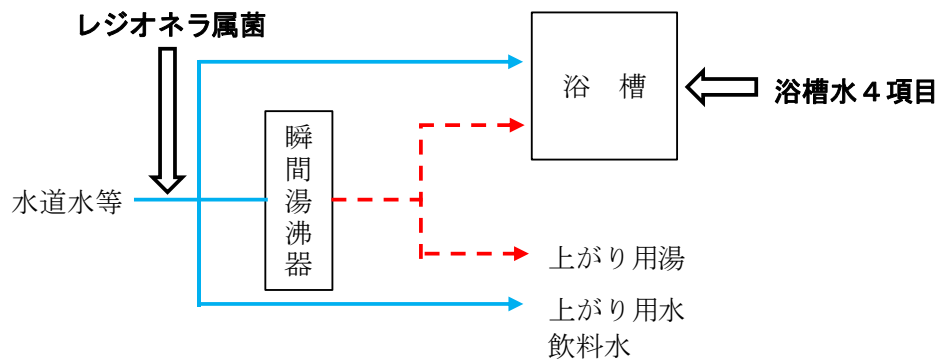 レジオネラ属菌
浴　槽
浴槽水４項目
瞬間湯沸器
水道水等
上がり用湯
上がり用水
飲料水